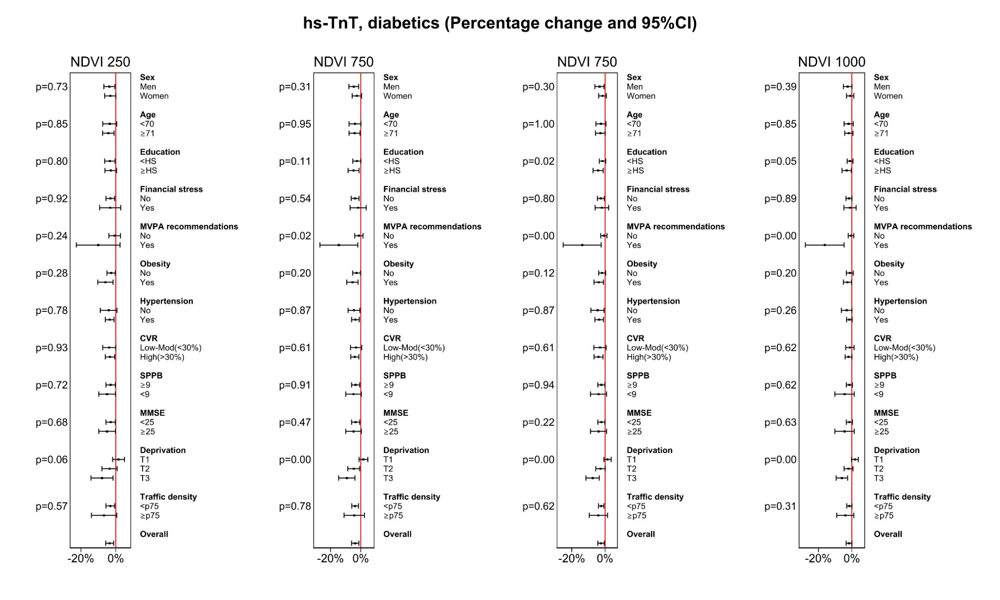 hs-TnT, diabetics (Percentage change and 95%CI)
NDVI 250
Sex
p=0.73 Men
Women
Age
p=0.85 <70
≥71
Education
p=0.80 <HS
≥HS
Financial stress
p=0.92 No
Yes
MVPA recommendations
p=0.24 No
Yes
Obesity
p=0.28 No
Yes
Hypertension
p=0.78 No
Yes
CVR
p=0.93 Low-Mod(<30%)
High(>30%)
SPPB
p=0.72 ≥9
<9
MMSE
p=0.68 <25
≥25
Deprivation
p=0.06 T1
T2
T3
Traffic density
p=0.57 <p75
≥p75
Overall
-20% 0%
NDVI 750
Sex
p=0.31 Men
Women
Age
p=0.95 <70
≥71
Education
p=0.11 <HS
≥HS
Financial stress
p=0.54 No
Yes
MVPA recommendations
p=0.02 No
Yes
Obesity
p=0.20 No
Yes
Hypertension
p=0.87 No
Yes
CVR
p=0.61 Low-Mod(<30%)
High(>30%)
SPPB
p=0.91 ≥9
<9
MMSE
p=0.47 <25
≥25
Deprivation
p=0.00 T1
T2
T3
Traffic density
p=0.78 <p75
≥p75
Overall
-20% 0%
NDVI 750
Sex
p=0.30 Men
Women
Age
p=1.00 <70
≥71
Education
p=0.02 <HS
≥HS
Financial stress
p=0.80 No
Yes
MVPA recommendations
p=0.00 No
Yes
Obesity
p=0.12 No
Yes
Hypertension
p=0.87 No
Yes
CVR
p=0.61 Low-Mod(<30%)
High(>30%)
SPPB
p=0.94 ≥9
<9
MMSE
p=0.22 <25
≥25
Deprivation
p=0.00 T1
T2
T3
Traffic density
p=0.62 <p75
≥p75
Overall
-20% 0%
NDVI 1000
Sex
p=0.39 Men
Women
Age
p=0.85 <70
≥71
Education
p=0.05 <HS
≥HS
Financial stress
p=0.89 No
Yes
MVPA recommendations
p=0.00 No
Yes
Obesity
p=0.20 No
Yes
Hypertension
p=0.26 No
Yes
CVR
p=0.62 Low-Mod(<30%)
High(>30%)
SPPB
p=0.62 ≥9
<9
MMSE
p=0.63 <25
≥25
Deprivation
p=0.00 T1
T2
T3
Traffic density
p=0.31 <p75
≥p75
Overall
-20% 0%